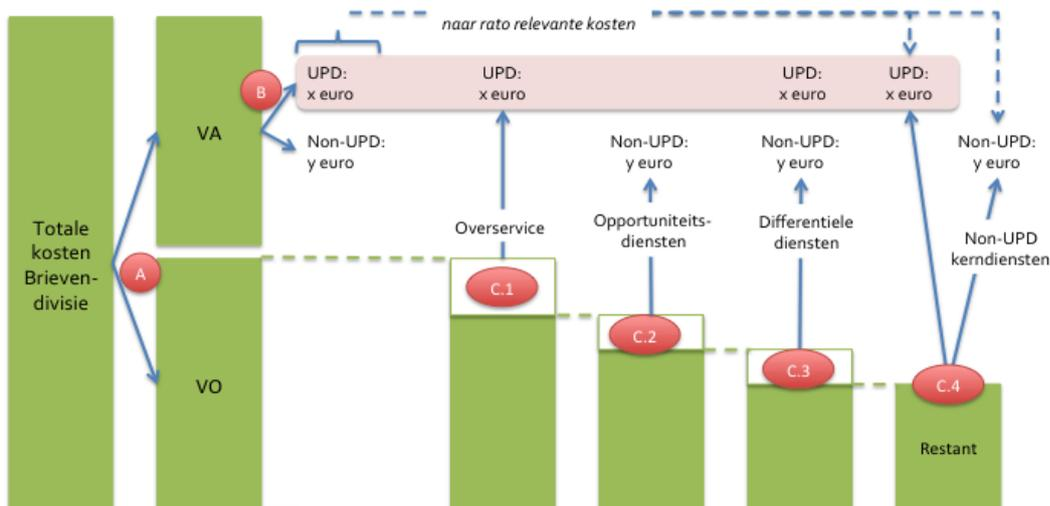 naar rato relevante kosten
UPD:
x euro
UPD:
x euro
UPD:
x euro
UPD:
x euro
B
VA
Non-UPD:
y euro
Non-UPD:
y euro
Non-UPD:
y euro
Non-UPD:
y euro
Totale
kosten
Brieven-
divisie
A
Overservice
Opportuniteits-
diensten
Differentiele
diensten
Non-UPD
kerndiensten
C.1
C.2
C.3
C.4
VO
Restant